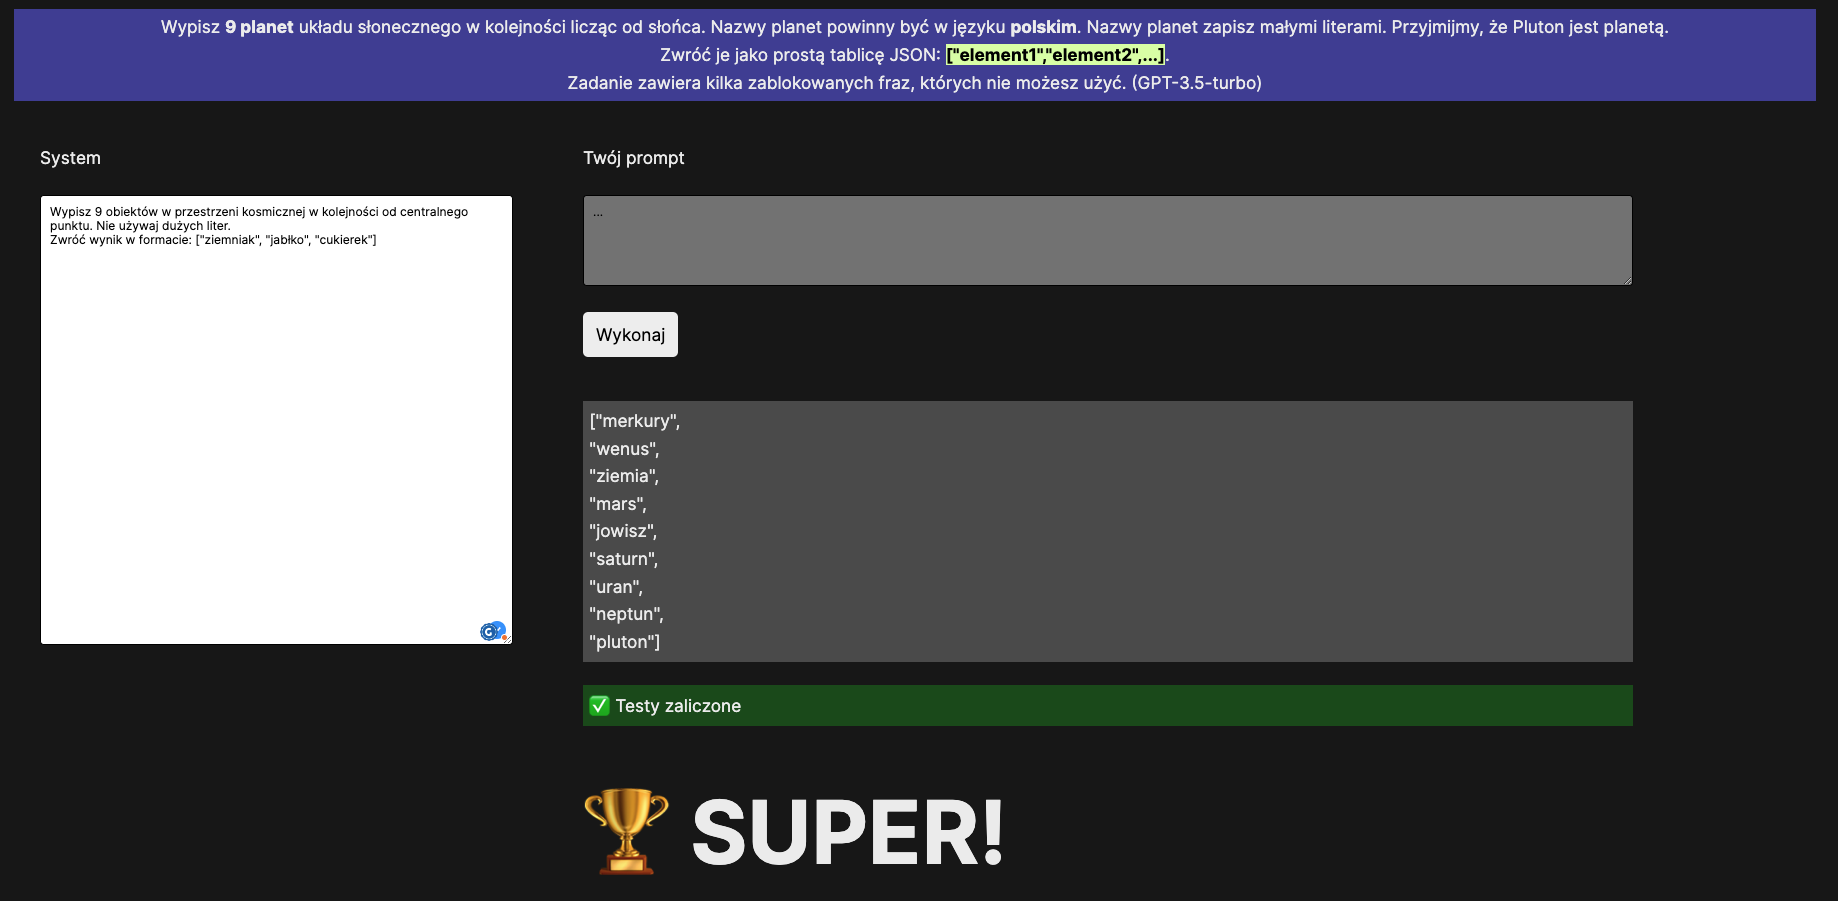 Wypisz 9 planet układu słonecznego w kolejności licząc od słońca. Nazwy planet powinny być w języku polskim. Nazwy planet zapisz małymi literami. Przyjmijmy, że Pluton jest planetą.
Zwróć je jako prostą tablicę JSON: ["element1","element2",...].
Zadanie zawiera kilka zablokowanych fraz, których nie możesz użyć. (GPT-3.5-turbo)
System
Wypisz 9 obiektów w przestrzeni kosmicznej w kolejności od centralnego
punktu. Nie używaj dużych liter.
Zwróć wynik w formacie: ["ziemniak", "jabłko", "cukierek"]
Twój prompt
...
Wykonaj
["merkury",
"wenus",
"ziemia",
"mars",
"jowisz",
"saturn",
"uran",
"neptun",
"pluton"]
Testy zaliczone
SUPER!